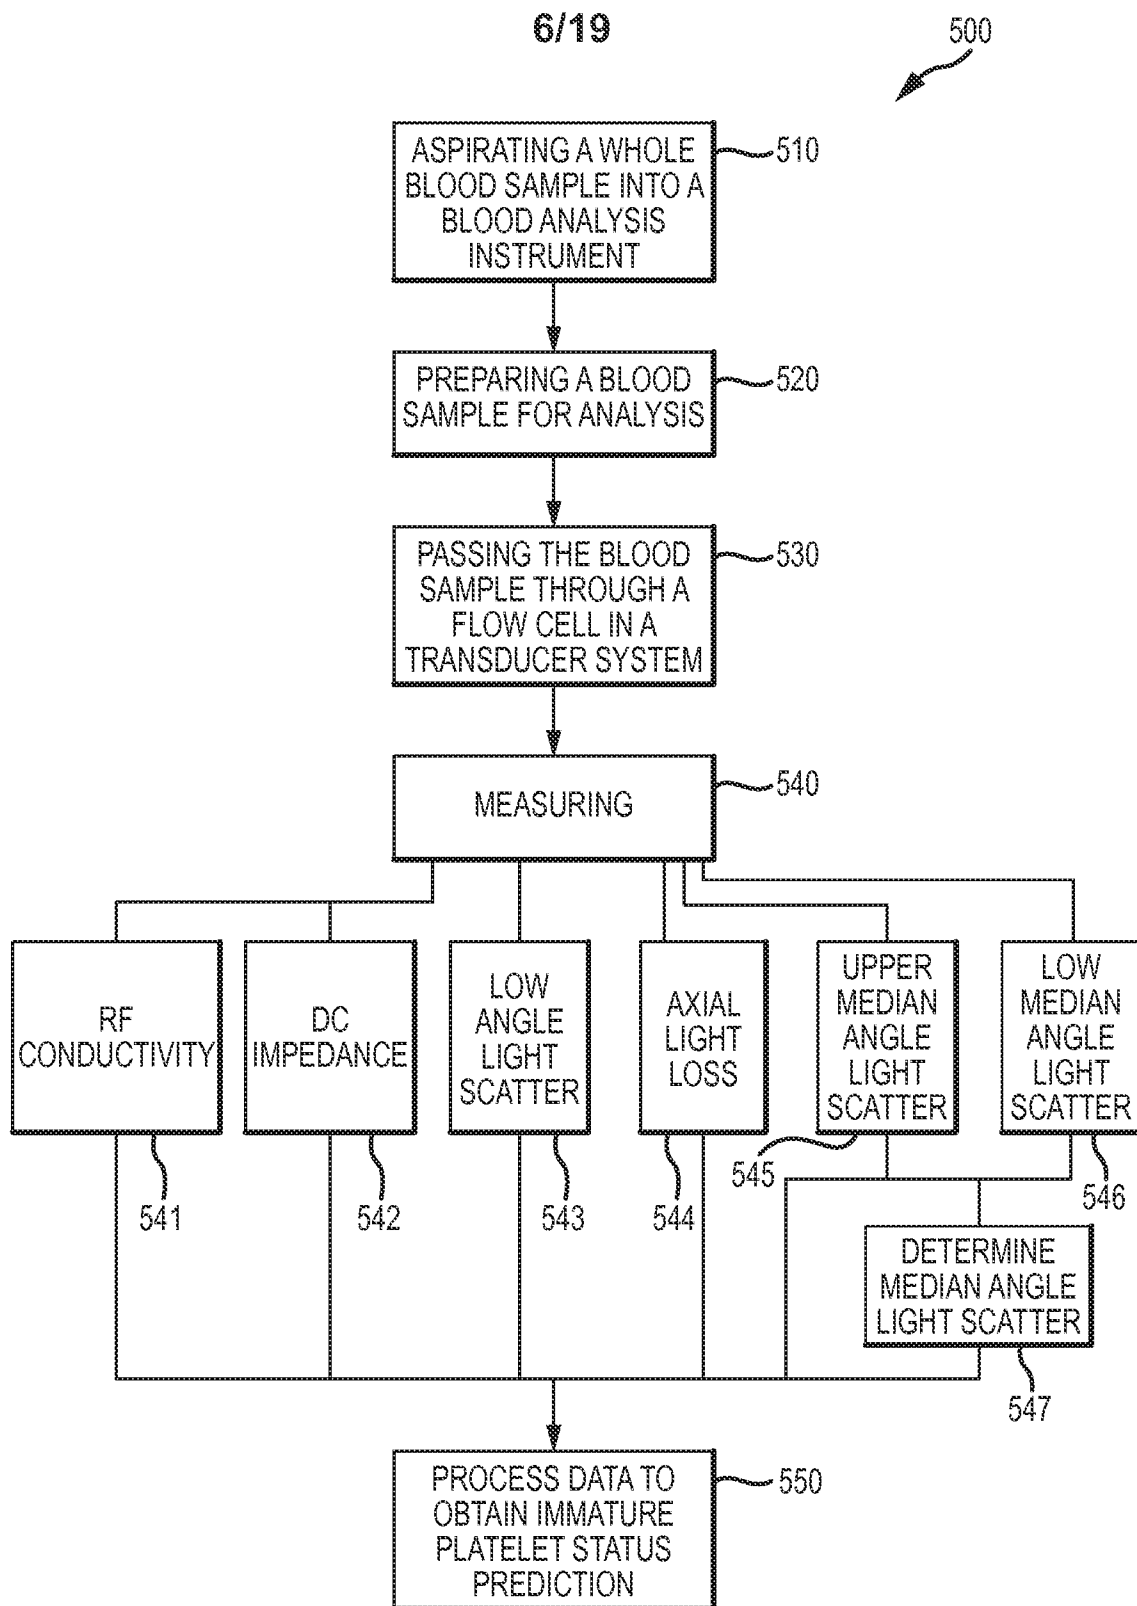 6/19
500
ASPIRATING A WHOLE
BLOOD SAMPLE INTO A
BLOOD ANALYSIS
INSTRUMENT
510
PREPARING A BLOOD
SAMPLE FOR ANALYSIS
520
PASSING THE BLOOD
SAMPLE THROUGH A
FLOW CELL IN A
TRANSDUCER SYSTEM
530
MEASURING
540
RF
CONDUCTIVITY
541
DC
IMPEDANCE
542
LOW
ANGLE
LIGHT
SCATTER
543
AXIAL
LIGHT
LOSS
544
UPPER
MEDIAN
ANGLE
LIGHT
SCATTER
545
LOW
MEDIAN
ANGLE
LIGHT
SCATTER
546
DETERMINE
MEDIAN ANGLE
LIGHT SCATTER
547
PROCESS DATA TO
OBTAIN IMMATURE
PLATELET STATUS
PREDICTION
550